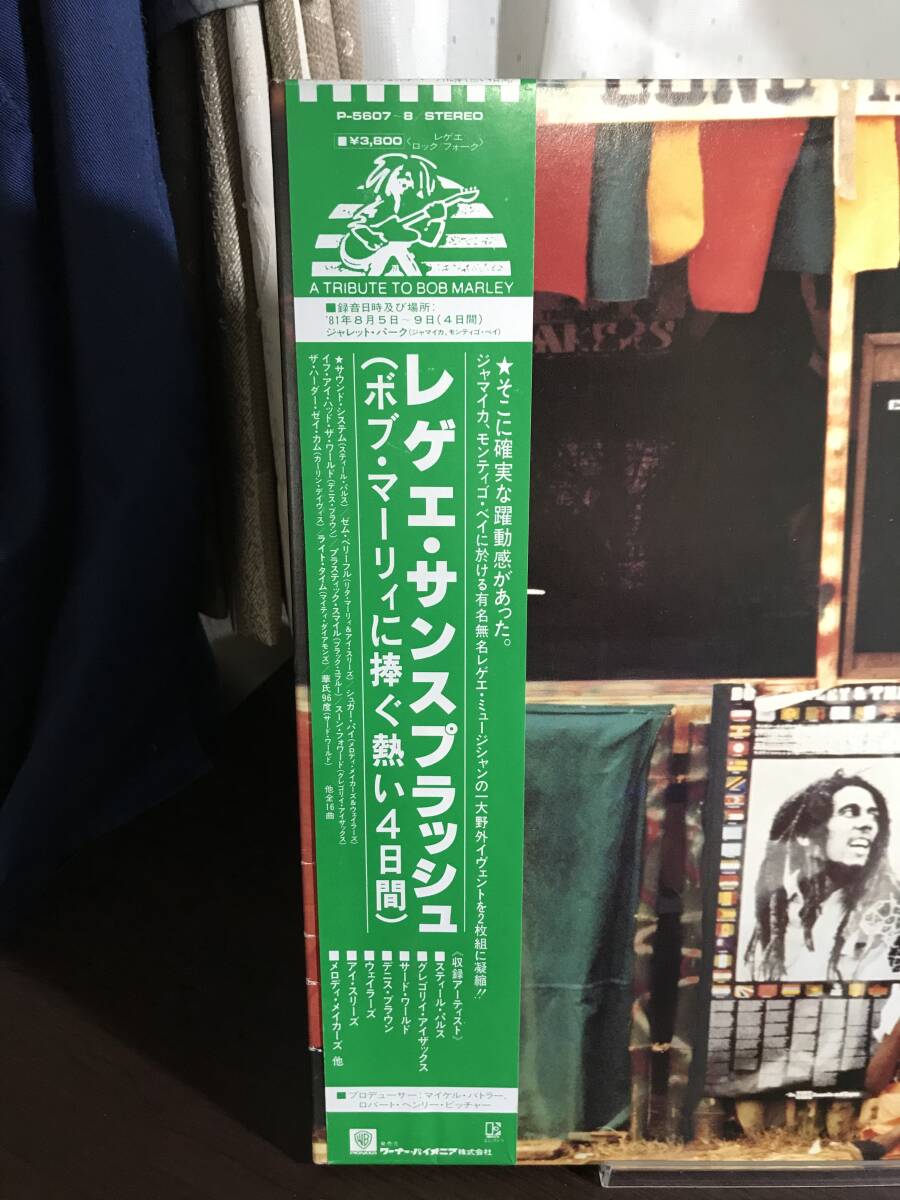 P-5607~8 STEREO
■¥3,800〈レゲエ ロック/フォーク〉
A TRIBUTE TO BOB MARLEY
■録音日時及び場所:
'81年8月5日〜9日(4日間)
ジャレット・パーク(ジャマイカ、モンティゴ・ベイ)
★そこに確実な躍動感があった。
ジャマイカ、モンティゴ・ベイに於ける有名無名レゲエ・ミュージシャンの一大野外イヴェントを2枚組に凝縮!!
レゲエ・サンスプラッシュ
(ボブ・マーリィに捧ぐ熱い4日間)
★サウンド・システム(スティール・パルス)/ゼム・ベリーフル(リタ・マーリィ&アイ・スリーズ)/シュガー・パイ(メロディ・メイカーズ&ウェイラーズ)
イフ・アイ・ハッド・ザ・ワールド(デニス・ブラウン)/プラスティック・スマイル(ブラック・ユフルー)/スーン・フォワード(グレゴリィ・アイザックス)
ザ・ハーダー・ゼイ・カム(カーリン・デイヴィス)/ライト・タイム(マイティ・ダイアモンズ)/華氏96度(サード・ワールド)
他全16曲
《収録アーティスト》
■スティール・パルス
■グレゴリィ・アイザックス
■サード・ワールド
■デニス・ブラウン
■ウェイラーズ
■アイ・スリーズ
■メロディ・メイカーズ 他
■プロデューサー:マイケル・バトラー、
ロバート・ヘンリー・ピッチャー
PIONEER
発売元
ワーナー・パイオニア株式会社